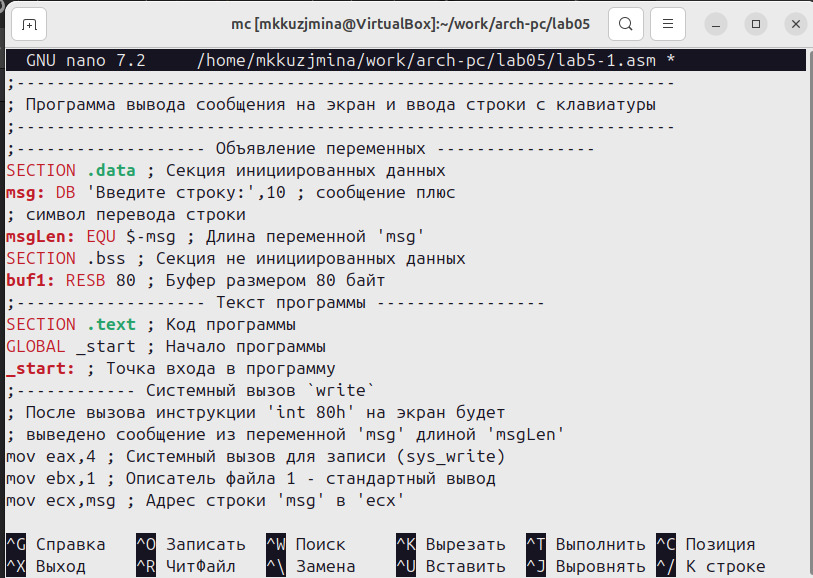 mc [mkkuzjmina@VirtualBox]:~/work/arch-pc/lab05
GNU nano 7.2 /home/mkkuzjmina/work/arch-pc/lab05/lab5-1.asm *
;------------------------------------------------------------------
; Программа вывода сообщения на экран и ввода строки с клавиатуры
;------------------------------------------------------------------
;------------------- Объявление переменных ----------------
SECTION .data ; Секция инициированных данных
msg: DB 'Введите строку:',10 ; сообщение плюс
; символ перевода строки
msgLen: EQU $-msg ; Длина переменной 'msg'
SECTION .bss ; Секция не инициированных данных
buf1: RESB 80 ; Буфер размером 80 байт
;------------------- Текст программы -----------------
SECTION .text ; Код программы
GLOBAL _start ; Начало программы
_start: ; Точка входа в программу
;------------ Системный вызов `write`
; После вызова инструкции 'int 80h' на экран будет
; выведено сообщение из переменной 'msg' длиной 'msgLen'
mov eax,4 ; Системный вызов для записи (sys_write)
mov ebx,1 ; Описатель файла 1 - стандартный вывод
mov ecx,msg ; Адрес строки 'msg' в 'ecx'
^G Справка ^O Записать ^W Поиск ^K Вырезать ^T Выполнить ^C Позиция
^X Выход ^R ЧитФайл ^\ Замена ^U Вставить ^J Выровнять ^/ К строке